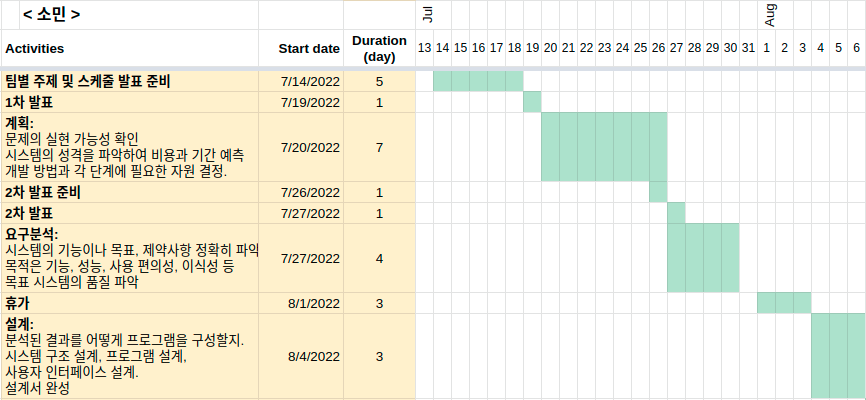 < 소민 >
Jul
Aug
Activities Start date Duration (day) 13 14 15 16 17 18 19 20 21 22 23 24 25 26 27 28 29 30 31 1 2 3 4 5 6
팀별 주제 및 스케줄 발표 준비 7/14/2022 5
1차 발표 7/19/2022 1
계획:
문제의 실현 가능성 확인
시스템의 성격을 파악하여 비용과 기간 예측
개발 방법과 각 단계에 필요한 자원 결정.
7/20/2022 7
2차 발표 준비 7/26/2022 1
2차 발표 7/27/2022 1
요구분석:
시스템의 기능이나 목표, 제약사항 정확히 파악
목적은 기능, 성능, 사용 편의성, 이식성 등
목표 시스템의 품질 파악
7/27/2022 4
휴가 8/1/2022 3
설계:
분석된 결과를 어떻게 프로그램을 구성할지.
시스템 구조 설계, 프로그램 설계,
사용자 인터페이스 설계.
설계서 완성
8/4/2022 3